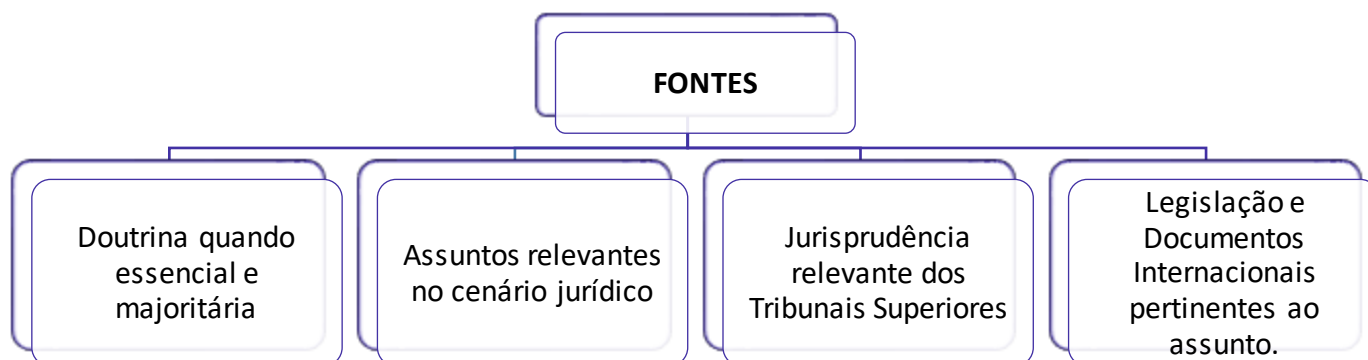 FONTES
Doutrina quando
essencial e
majoritária
Assuntos relevantes
no cenário jurídico
Jurisprudência
relevante dos
Tribunais Superiores
Legislação e
Documentos
Internacionais
pertinentes ao
assunto.